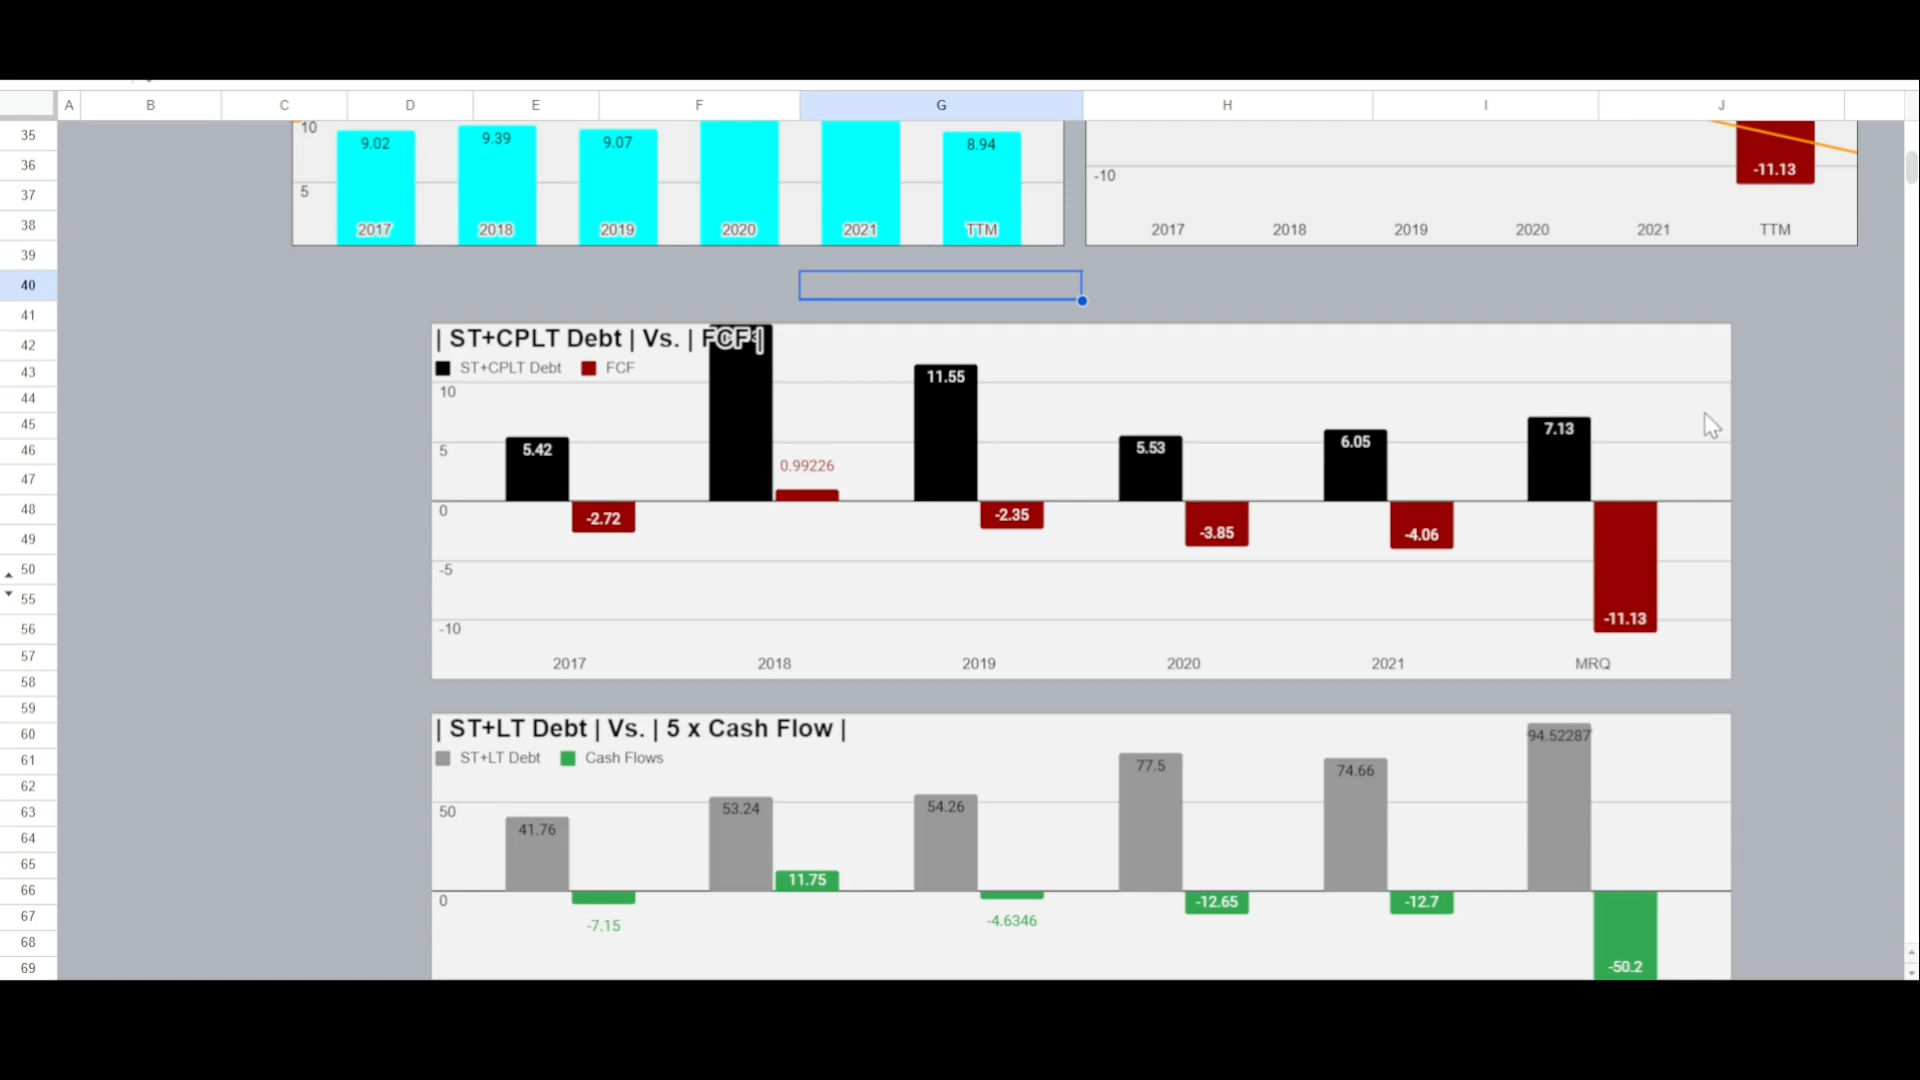 A B C D E F G H I J
35 10 9.02 9.39 9.07 8.94
36 -10 -11.13
37 5
38 2017 2018 2019 2020 2021 TTM 2017 2018 2019 2020 2021 TTM
39
40
41
42 | ST+CPLT Debt | Vs. | FCF |
43 ST+CPLT Debt FCF 11.55
44 10
45 7.13
46 5 5.42 5.53 6.05
47 0.99226
48 0 -2.72 -2.35
49 -3.85 -4.06
50 -5
55
56 -10 -11.13
57 2017 2018 2019 2020 2021 MRQ
58
59
60 | ST+LT Debt | Vs. | 5 x Cash Flow | 94.52287
61 ST+LT Debt Cash Flows 77.5 74.66
62
63 50 53.24 54.26
64 41.76
65
66 11.75
67 0 -7.15 -4.6346 -12.65 -12.7
68
69 -50.2